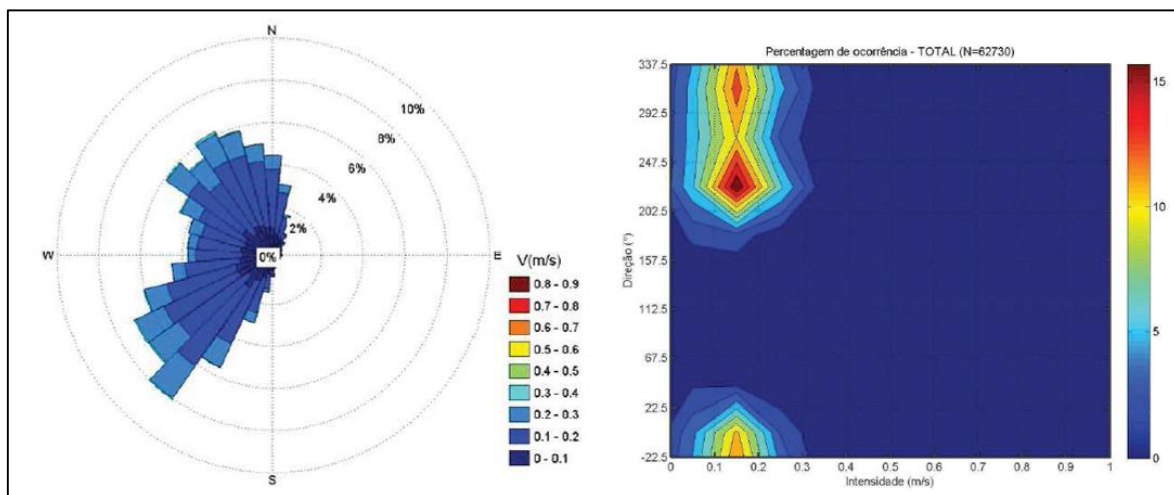 N
10%
8%
6%
4%
2%
0%
W
E
S
V(m/s)
0.8 - 0.9
0.7 - 0.8
0.6 - 0.7
0.5 - 0.6
0.4 - 0.5
0.3 - 0.4
0.2 - 0.3
0.1 - 0.2
0 - 0.1
Percentagem de ocorrência - TOTAL (N=62730)
Direção (°)
337.5
292.5
247.5
202.5
157.5
112.5
67.5
22.5
-22.5
0 0.1 0.2 0.3 0.4 0.5 0.6 0.7 0.8 0.9 1
Intensidade (m/s)
15
10
5
0